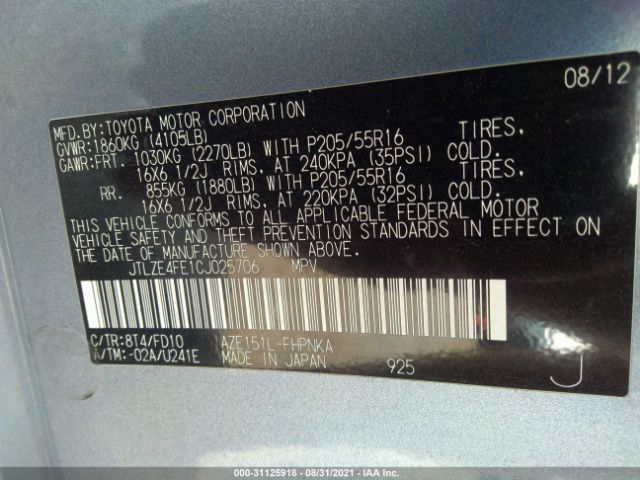 08/12
MFD.BY:TOYOTA MOTOR CORPORATION
GVWR:1860KG (4105LB)
GAWR:FRT. 1030KG (2270LB) WITH P205/55R16 TIRES,
16X6 1/2J RIMS, AT 240KPA (35PSI) COLD.
RR. 855KG (1880LB) WITH P205/55R16 TIRES,
16X6 1/2J RIMS, AT 220KPA (32PSI) COLD.
THIS VEHICLE CONFORMS TO ALL APPLICABLE FEDERAL MOTOR
VEHICLE SAFETY AND THEFT PREVENTION STANDARDS IN EFFECT ON
THE DATE OF MANUFACTURE SHOWN ABOVE.
JTLZE4FE1CJ025706 MPV
C/TR:8T4/FD10 AZE151L-FHPNKA
A/TM:-02A/U241E MADE IN JAPAN 925 J
000-31125918 - 08/31/2021 - IAA Inc.